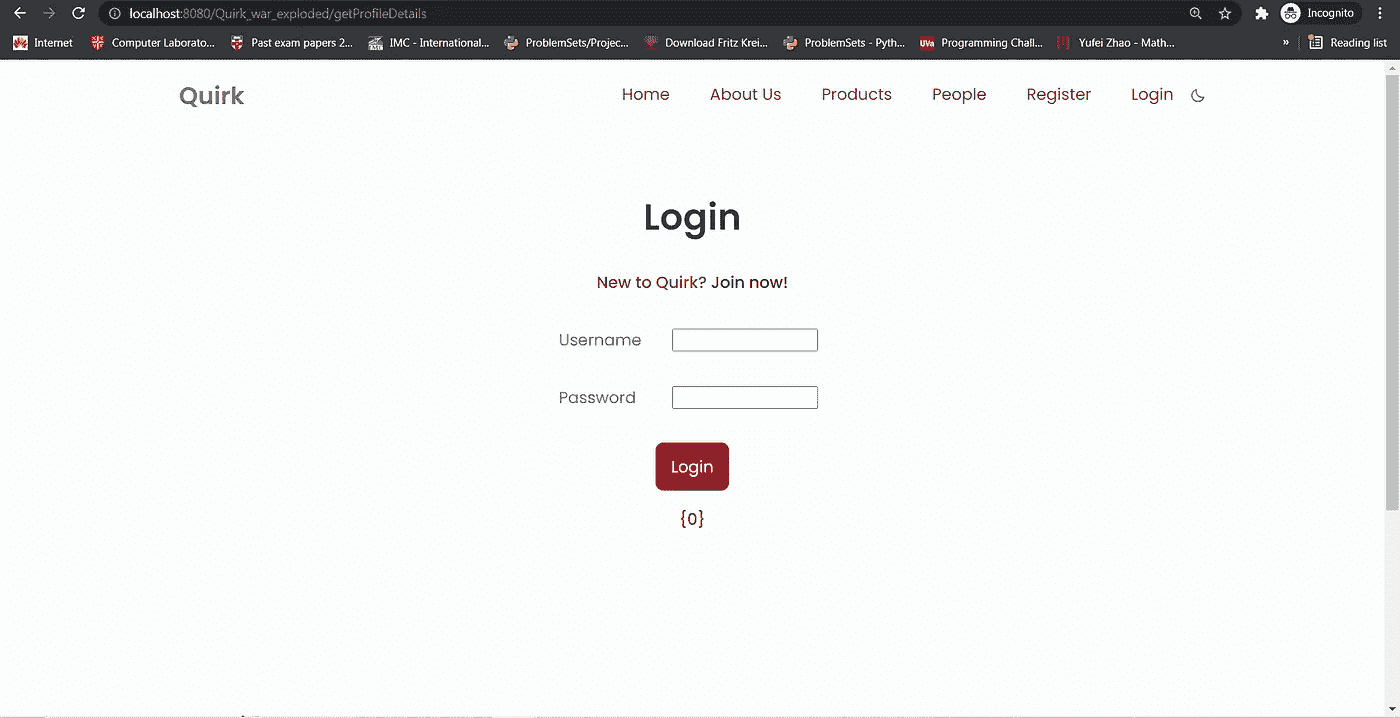 localhost:8080/Quirk_war_exploded/getProfileDetails Incognito
Internet Computer Laborato... Past exam papers 2... IMC - International... ProblemSets/Projec... Download Fritz Krei... ProblemSets - Pyth... UVa Programming Chall... Yufei Zhao - Math... » Reading list
Quirk Home About Us Products People Register Login
Login
New to Quirk? Join now!
Username
Password
Login
{0}